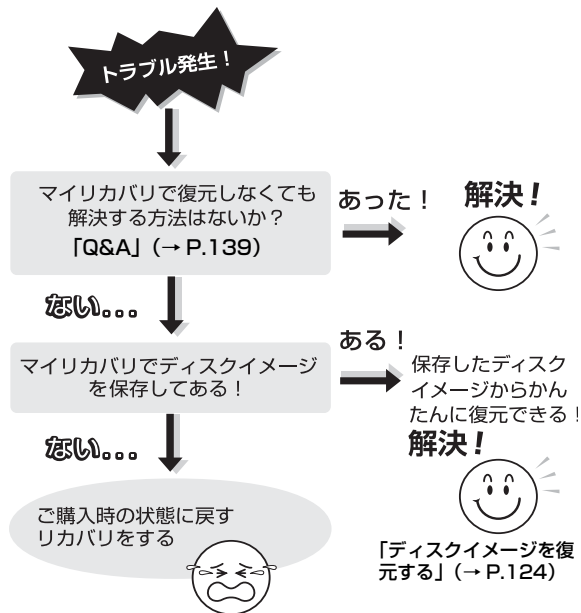 トラブル発生！
マイリカバリで復元しなくても
解決する方法はないか？
「Q&A」（→ P.139）
あった！
解決！
ない...
マイリカバリでディスクイメージ
を保存してある！
ある！
保存したディスク
イメージからかん
たんに復元できる！
解決！
「ディスクイメージを復
元する」（→ P.124）
ない...
ご購入時の状態に戻す
リカバリをする